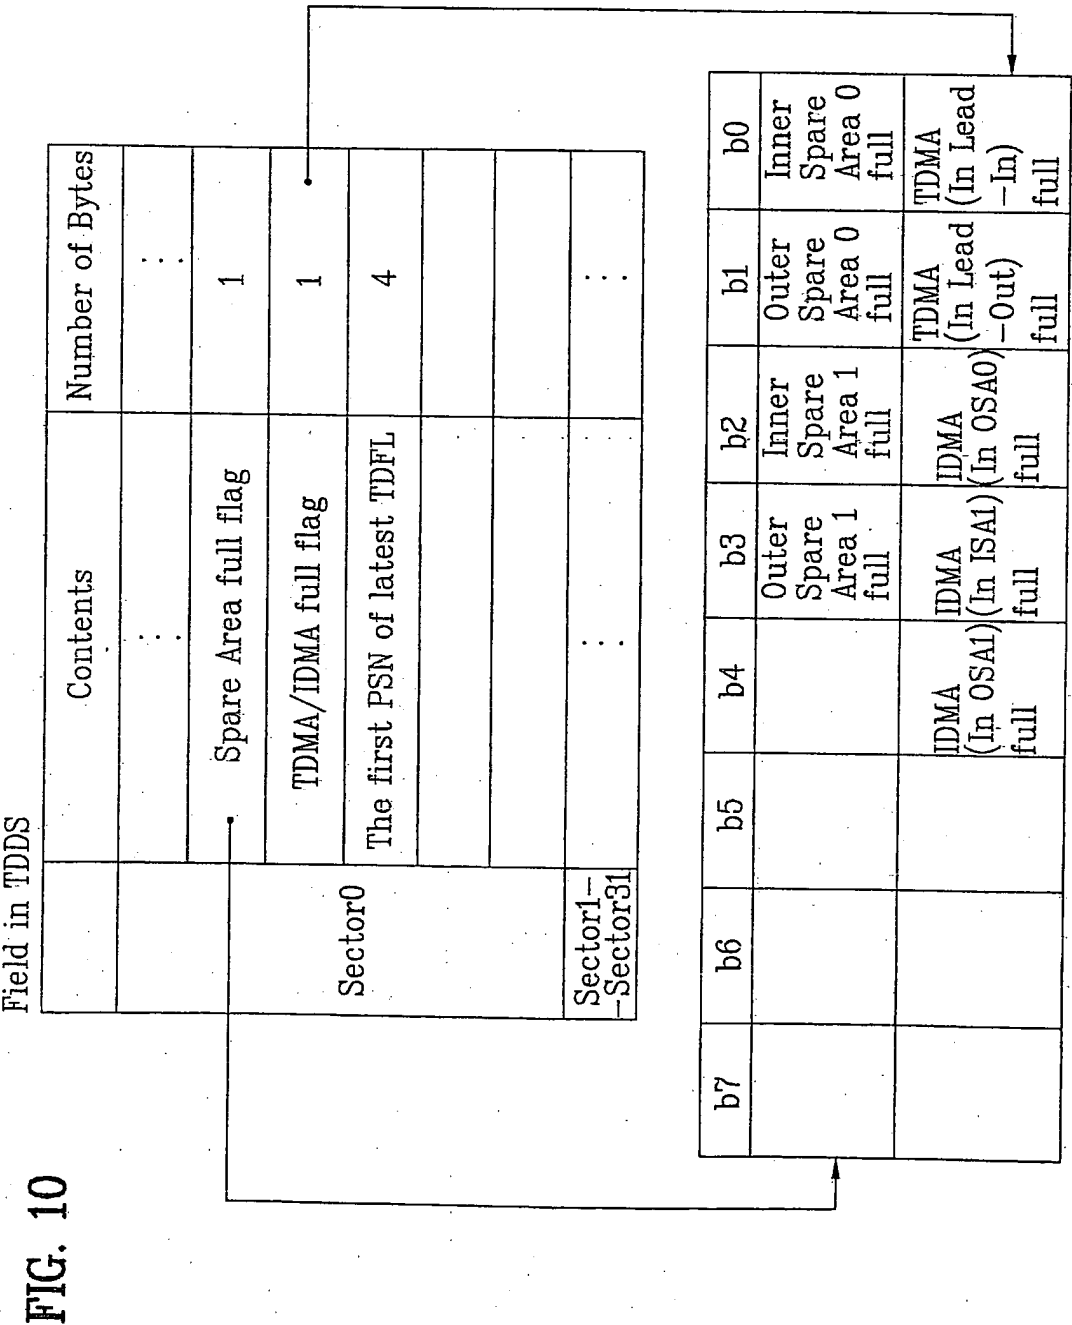 FIG. 10
Field in TDDS
Contents
Number of Bytes
Sector0
⋮
⋮
Spare Area full flag
1
TDMA/IDMA full flag
1
The first PSN of latest TDFL
4
Sector1-
-Sector31
⋮
⋮
b7
b6
b5
b4
b3
b2
b1
b0
Outer
Spare
Area 1
full
Inner
Spare
Area 1
full
Outer
Spare
Area 0
full
Inner
Spare
Area 0
full
IDMA
(In OSA1)
full
IDMA
(In ISA1)
full
IDMA
(In OSA0)
full
TDMA
(In Lead
-Out)
full
TDMA
(In Lead
-In)
full